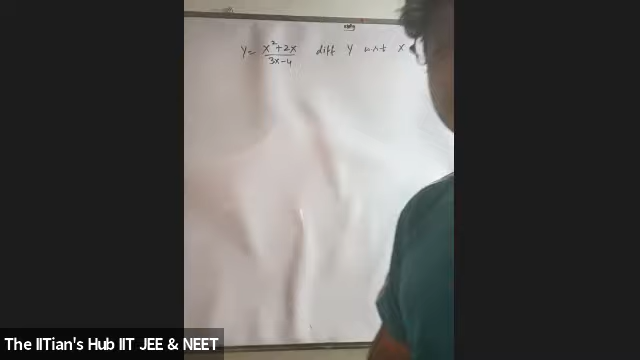 y = x²+2x / 3x-4 diff y w.r.t x
The IITian's Hub IIT JEE & NEET